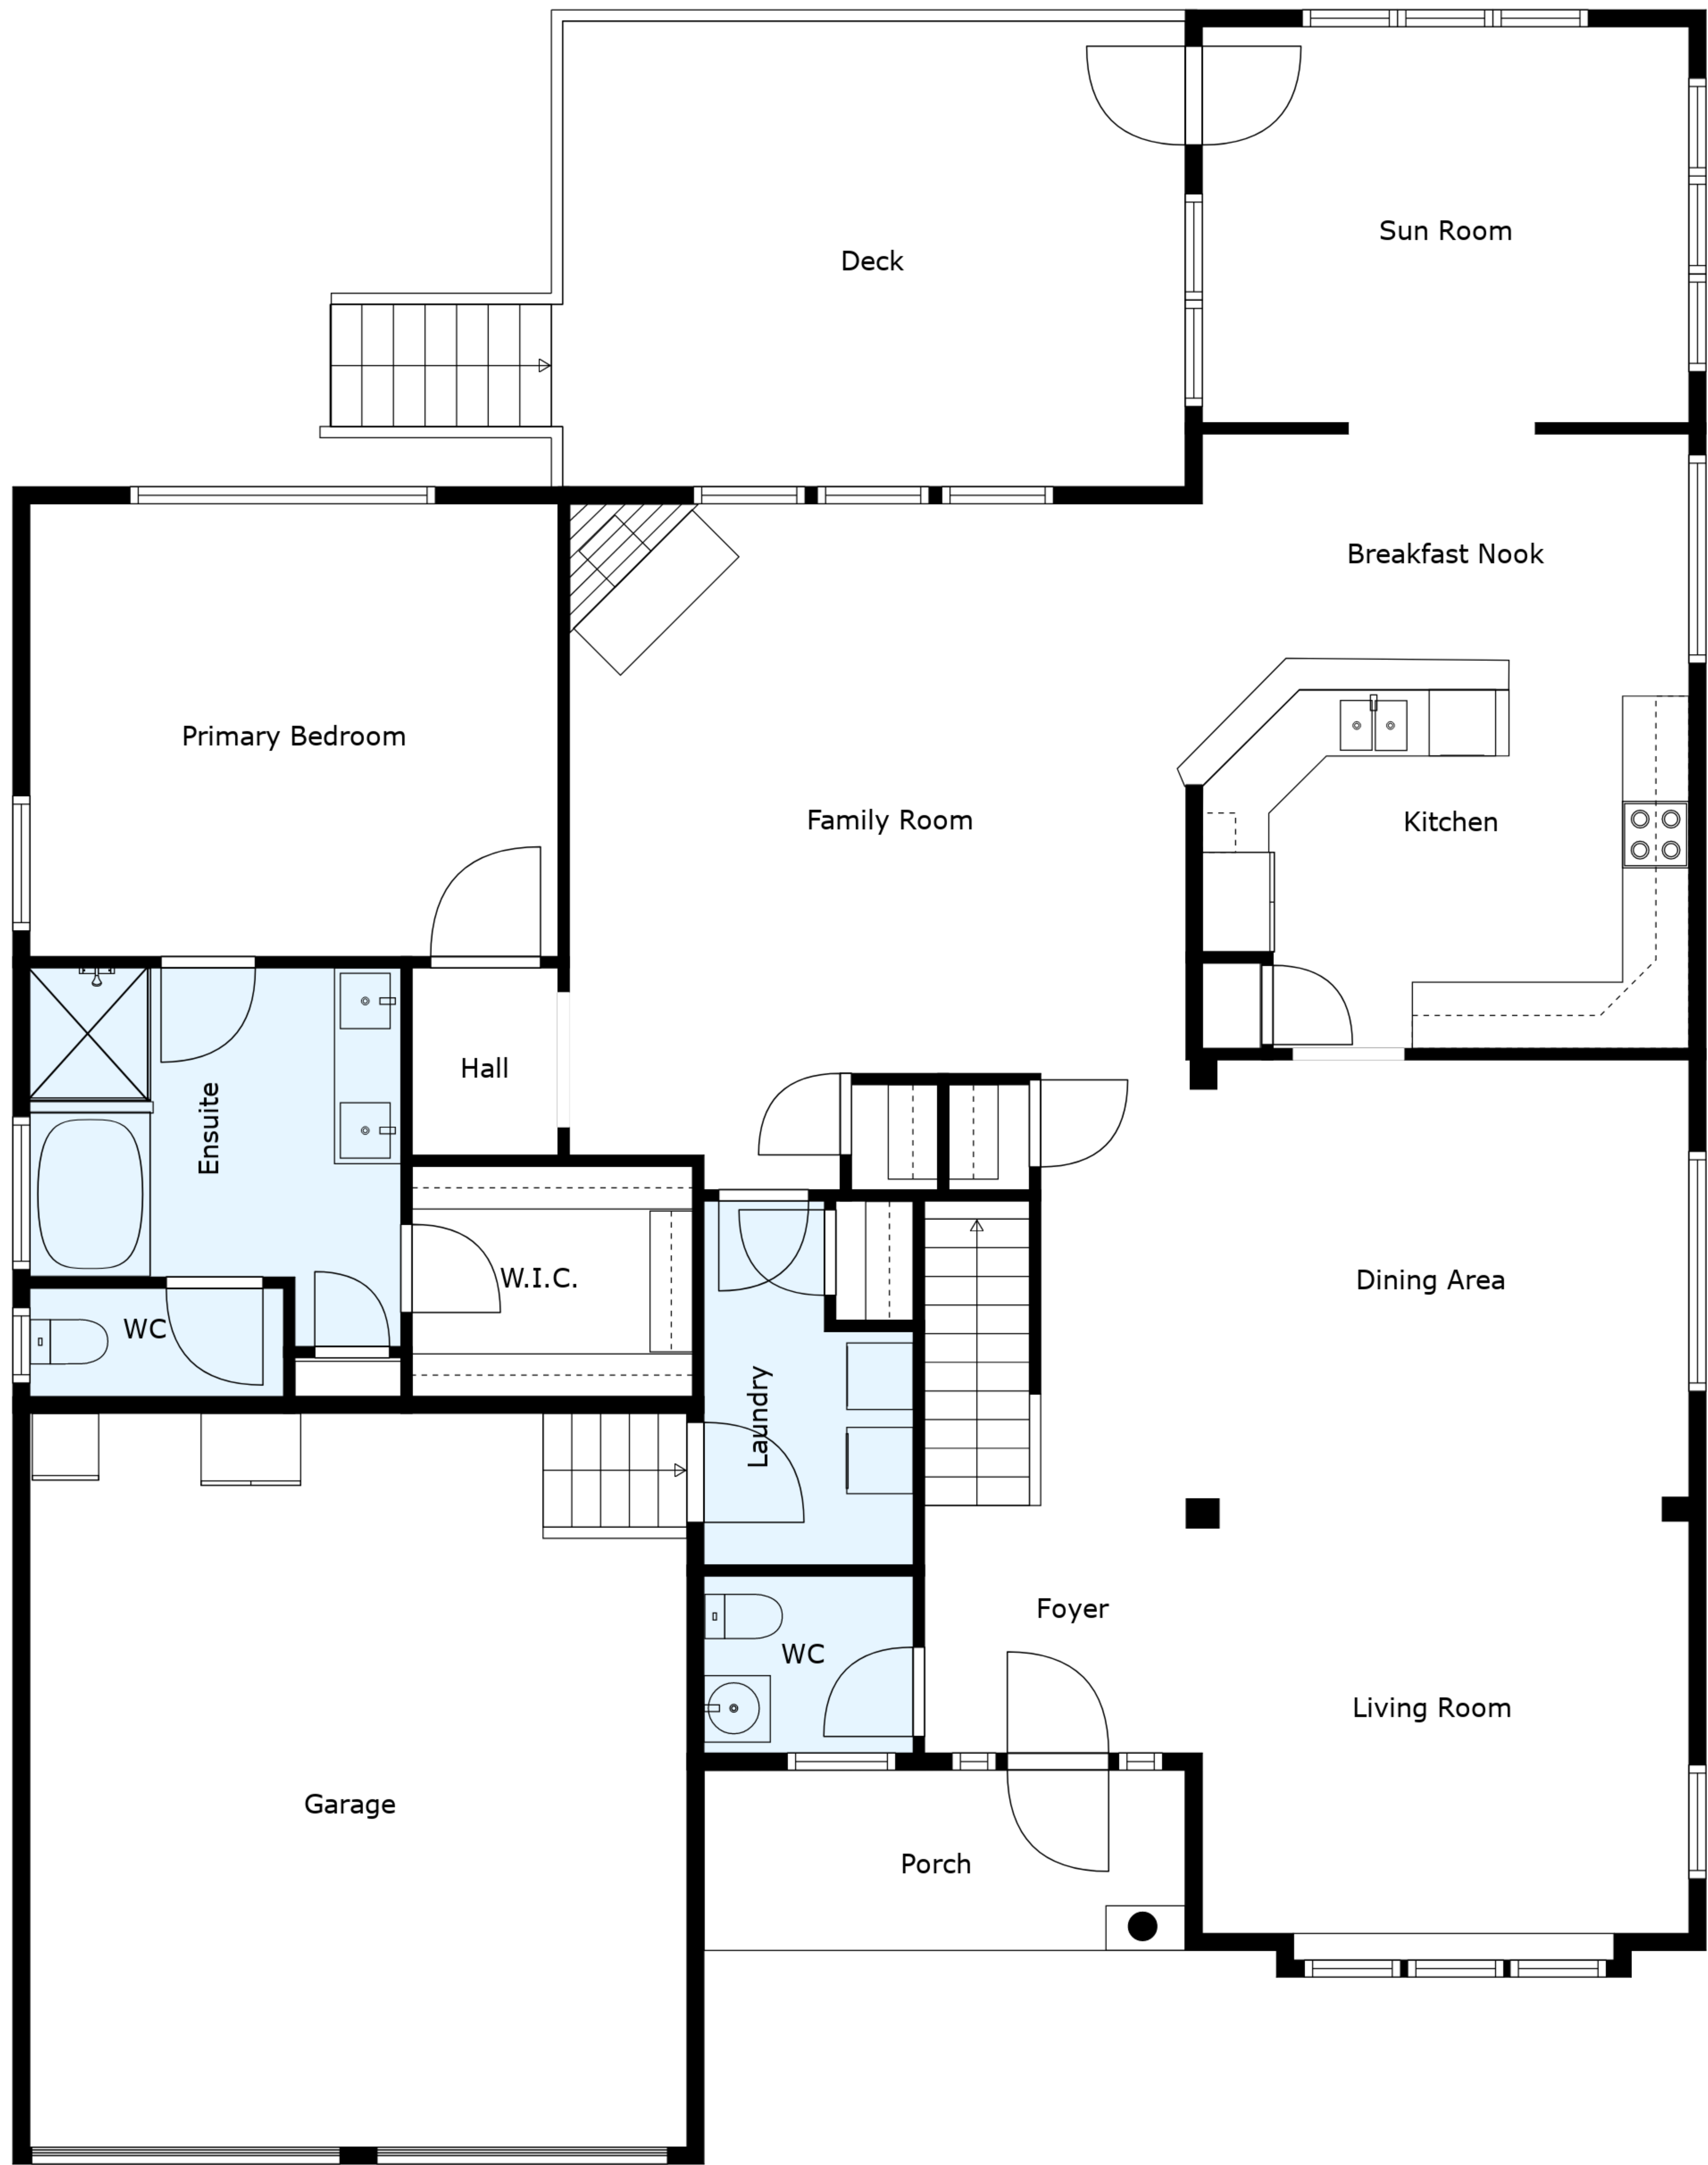 Sun Room
Deck
Breakfast Nook
Primary Bedroom
Family Room
Kitchen
Hall
Ensuite
W.I.C.
Dining Area
WC
Laundry
Foyer
WC
Living Room
Garage
Porch